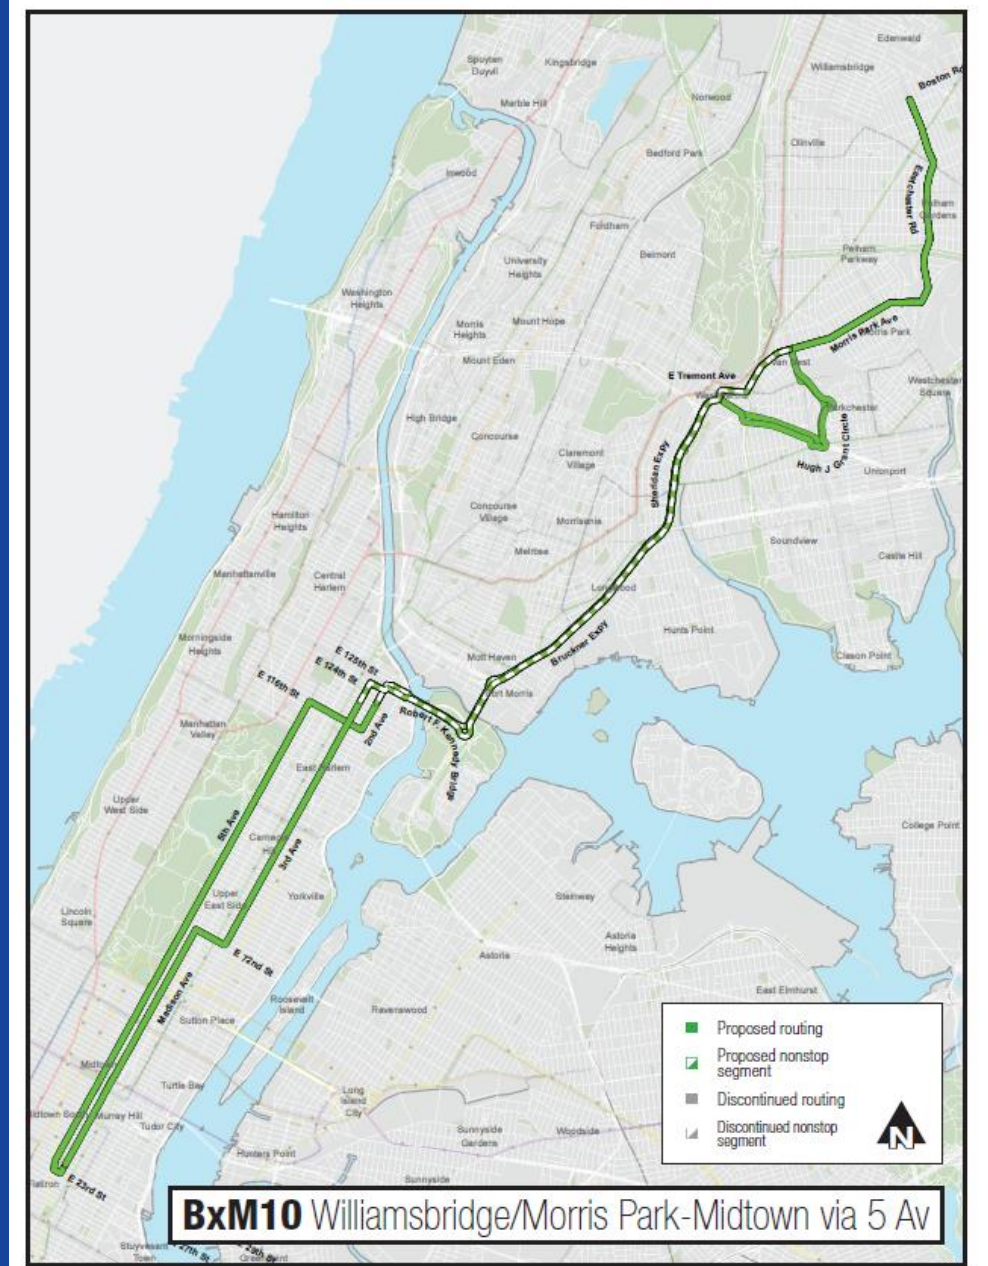 Edenwald
Spuyten
Duyvil
Kingsbridge
Williamsbridge
Boston Rd
Marble Hill
Norwood
Olinville
Bedford Park
Inwood
Eastchester Rd
Pelham
Gardens
Fordham
Belmont
Pelham
Parkway
University
Heights
Washington
Heights
Morris
Heights
Mount Hope
Morris Park Ave
Morris Park
Mount Eden
Van Nest
E Tremont Ave
Westchester
Square
Parkchester
High Bridge
Concourse
Hugh J Grant Circle
Claremont
Village
Sheridan Expy
Unionport
Concourse
Village
Hamilton
Heights
Morrisania
Soundview
Castle Hill
Melrose
Manhattanville
Central
Harlem
Longwood
Hunts Point
Morningside
Heights
Bruckner Expy
Clason Point
Mott Haven
E 125th St
E 124th St
E 116th St
Port Morris
Robert F. Kennedy Bridge
2nd Ave
Manhattan
Valley
East Harlem
Upper
West Side
5th Ave
College Point
Carnegie
Hill
3rd Ave
Upper
East Side
Yorkville
Steinway
Lincoln
Square
Astoria
Heights
E 72nd St
Astoria
Madison Ave
East Elmhurst
Roosevelt
Island
Ravenswood
Sutton Place
Proposed routing
Proposed nonstop
segment
Discontinued routing
Discontinued nonstop
segment
N
Midtown
Turtle Bay
Long
Island
City
Murray Hill
Tudor City
Sunnyside
Gardens
Woodside
Hunters Point
E 23rd St
Sunnyside
BxM10 Williamsbridge/Morris Park-Midtown via 5 Av
Stuyvesant
Town